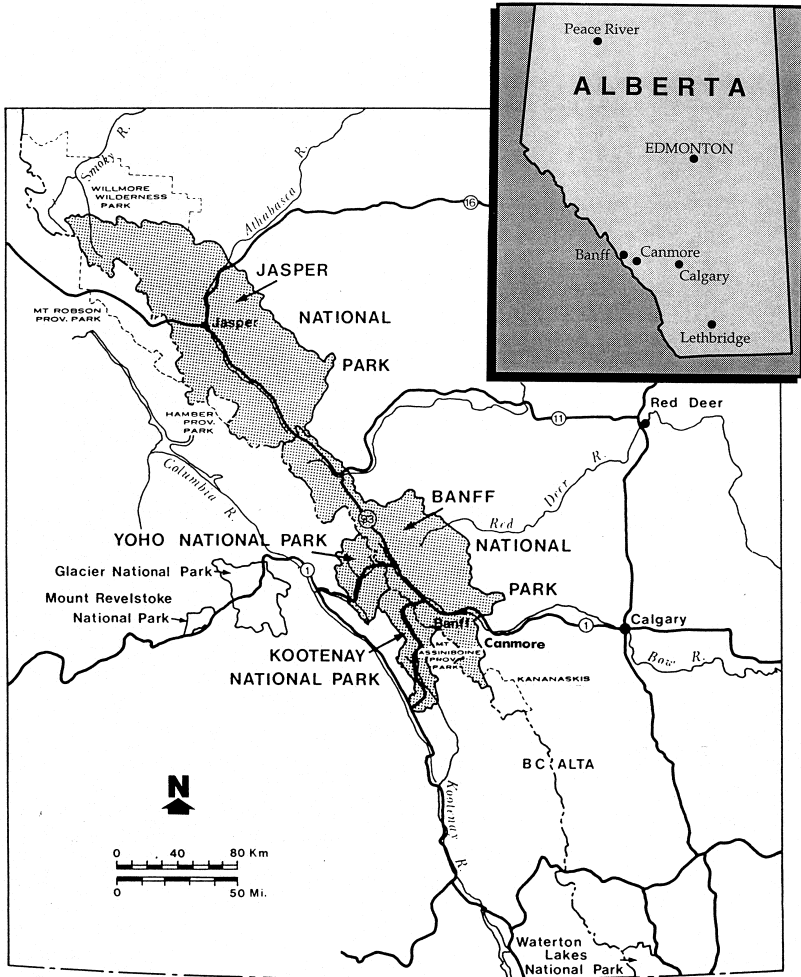 Peace River
ALBERTA
EDMONTON
Banff
Canmore
Calgary
Lethbridge
Smoky R.
WILLMORE
WILDERNESS
PARK
Athabasca R.
16
JASPER
NATIONAL
PARK
MT ROBSON
PROV. PARK
Jasper
HAMBER
PROV.
PARK
11
Red Deer
Columbia R.
93
BANFF
NATIONAL
PARK
Red Deer R.
YOHO NATIONAL PARK
Glacier National Park
1
Mount Revelstoke
National Park
Banff
1
Calgary
Canmore
MT
ASSINIBOINE
PROV.
PARK
KOOTENAY
NATIONAL PARK
Bow R.
KANANASKIS
BC ALTA
N
Kootenay R.
0 40 80 Km
0 50 Mi.
Waterton
Lakes
National Park